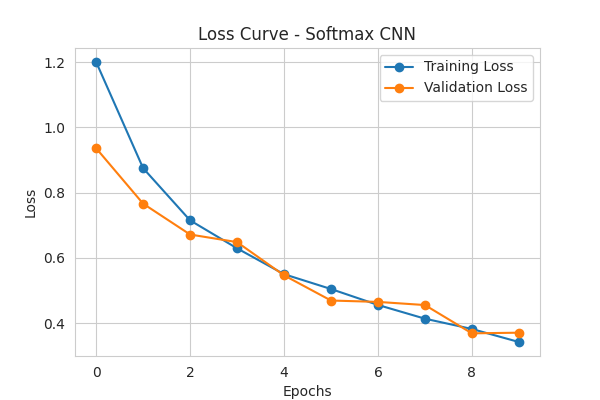 Loss Curve - Softmax CNN
Training Loss
Validation Loss
1.2
1.0
0.8
0.6
0.4
Loss
0 2 4 6 8
Epochs